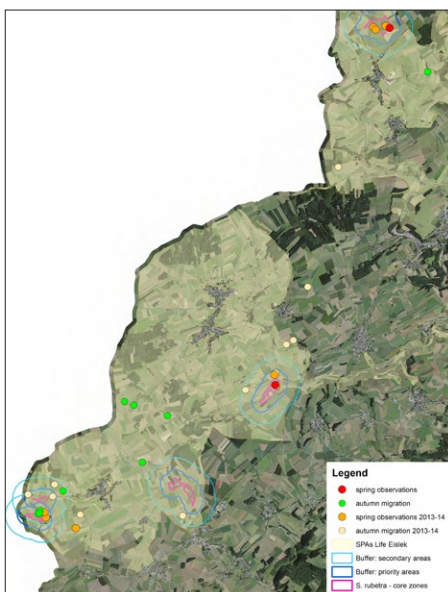 Legend
spring observations
autumn migration
spring observations 2013-14
autumn migration 2013-14
SPAs Life Eislek
Buffer: secondary areas
Buffer: priority areas
S. rubetra - core zones